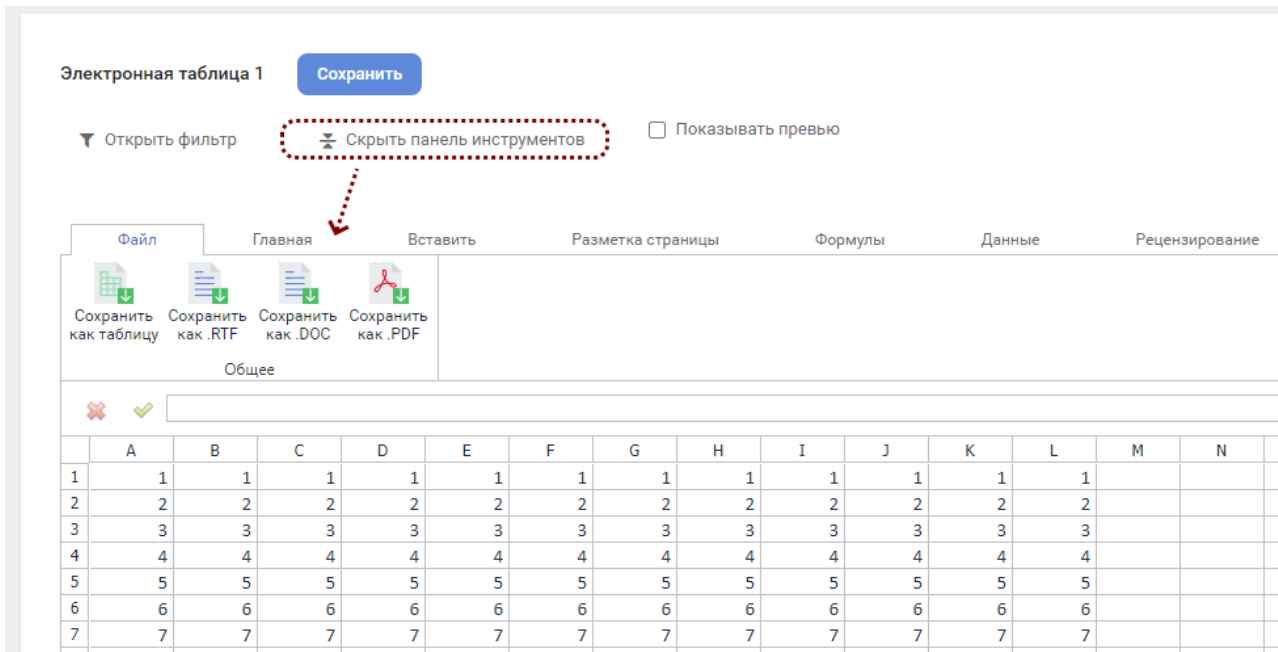 Электронная таблица 1 Сохранить
Открыть фильтр Скрыть панель инструментов Показывать превью
Файл Главная Вставить Разметка страницы Формулы Данные Рецензирование
Сохранить Сохранить Сохранить Сохранить
как таблицу как .RTF как .DOC как .PDF
Общее
A B C D E F G H I J K L M N
1 1 1 1 1 1 1 1 1 1 1 1 1
2 2 2 2 2 2 2 2 2 2 2 2 2
3 3 3 3 3 3 3 3 3 3 3 3 3
4 4 4 4 4 4 4 4 4 4 4 4 4
5 5 5 5 5 5 5 5 5 5 5 5 5
6 6 6 6 6 6 6 6 6 6 6 6 6
7 7 7 7 7 7 7 7 7 7 7 7 7